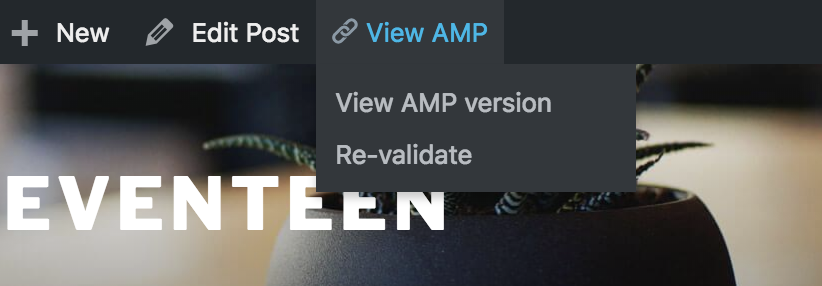 New Edit Post View AMP
View AMP version
Re-validate
EVENTEEN